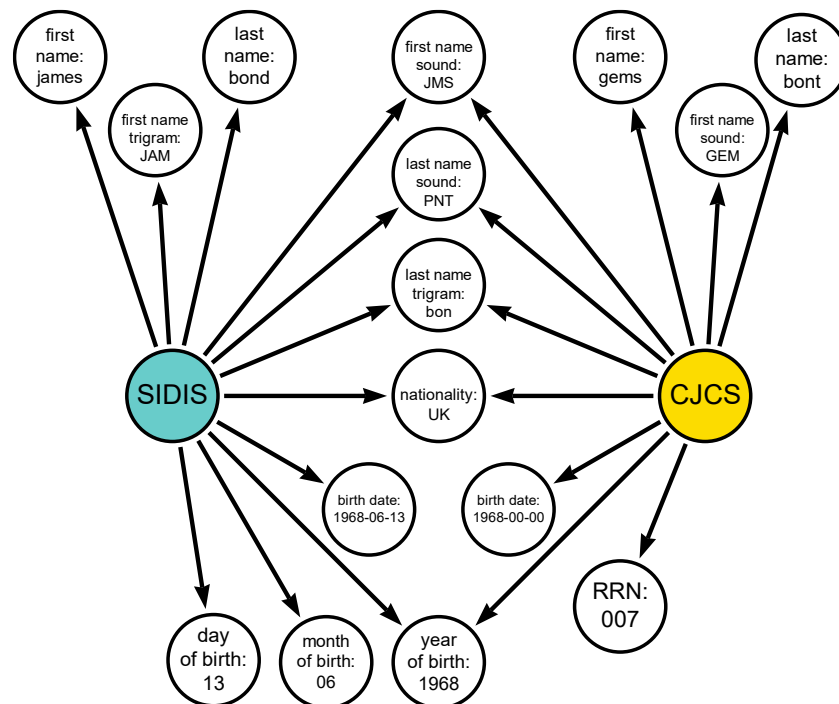 first
name:
james
last
name:
bond
first name
sound:
JMS
first
name:
gems
last
name:
bont
first name
trigram:
JAM
first name
sound:
GEM
last name
sound:
PNT
last name
trigram:
bon
SIDIS
nationality:
UK
CJCS
birth date:
1968-06-13
birth date:
1968-00-00
RRN:
007
day
of birth:
13
month
of birth:
06
year
of birth:
1968